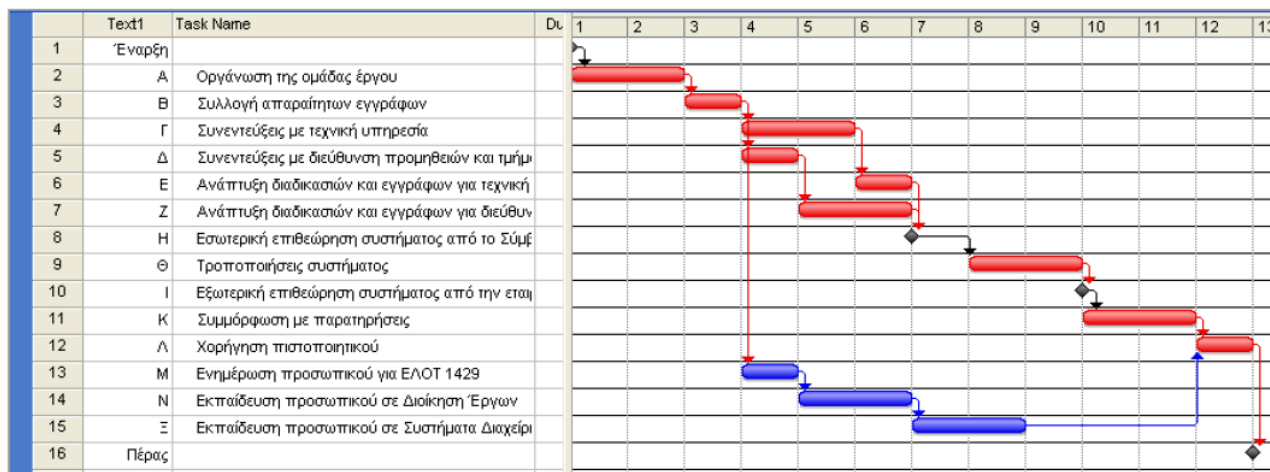 Text1 Task Name Du 1 2 3 4 5 6 7 8 9 10 11 12 13
1 Έναρξη
2 Α Οργάνωση της ομάδας έργου
3 Β Συλλογή απαραίτητων εγγράφων
4 Γ Συνεντεύξεις με τεχνική υπηρεσία
5 Δ Συνεντεύξεις με διεύθυνση προμηθειών και τμήμ
6 Ε Ανάπτυξη διαδικασιών και εγγράφων για τεχνική
7 Ζ Ανάπτυξη διαδικασιών και εγγράφων για διεύθυν
8 Η Εσωτερική επιθεώρηση συστήματος από το Σύμβ
9 Θ Τροποποιήσεις συστήματος
10 Ι Εξωτερική επιθεώρηση συστήματος από την εται
11 Κ Συμμόρφωση με παρατηρήσεις
12 Λ Χορήγηση πιστοποιητικού
13 Μ Ενημέρωση προσωπικού για ΕΛΟΤ 1429
14 Ν Εκπαίδευση προσωπικού σε Διοίκηση Έργων
15 Ξ Εκπαίδευση προσωπικού σε Συστήματα Διαχείρι
16 Πέρας